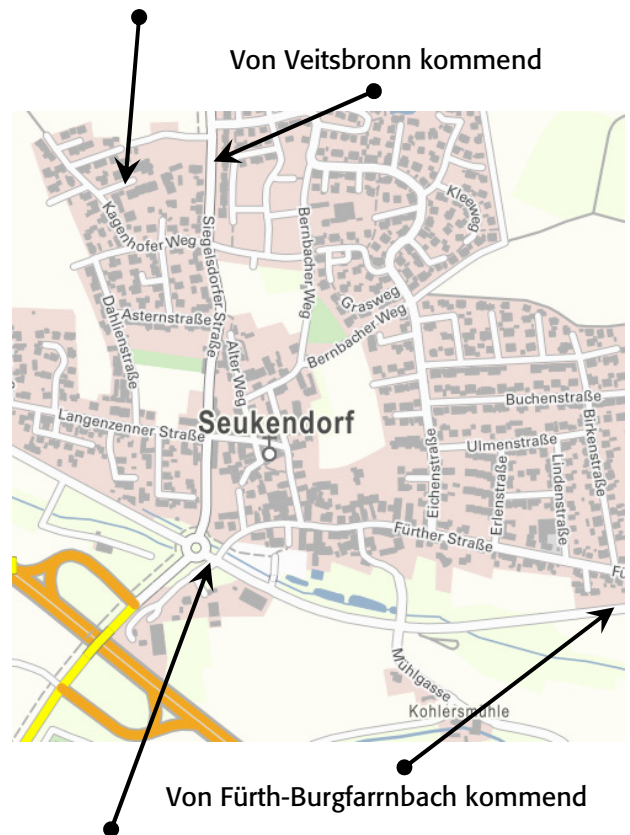 Von Veitsbronn kommend
Kleeweg
Kagenhofer Weg
Siegelsdorfer Straße
Bernbacher Weg
Grasweg
Asternstraße
Dahlienstraße
Alter Weg
Bernbacher Weg
Buchenstraße
Birkenstraße
Langenzenner Straße
Seukendorf
Ulmenstraße
Eichenstraße
Erlenstraße
Lindenstraße
Fürther Straße
Fü
Mühlgasse
Kohlersmühle
Von Fürth-Burgfarrnbach kommend